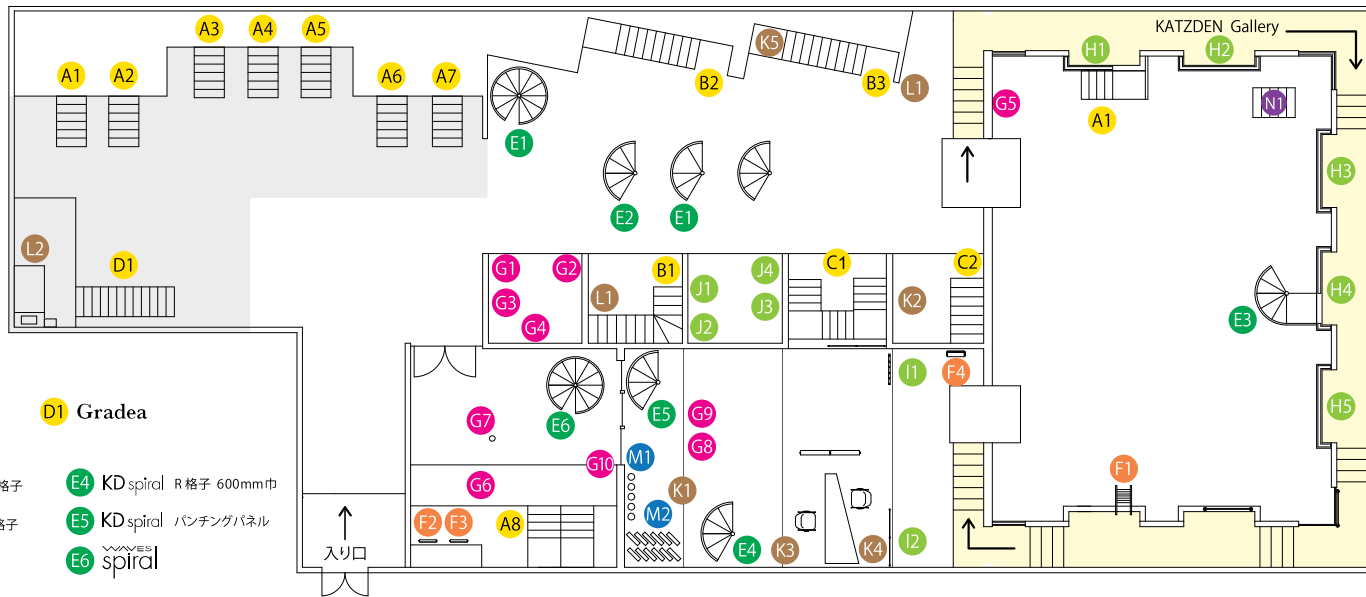 A3
A4
A5
A1
A2
A6
A7
K5
B2
B3
L1
E1
KATZDEN Gallery
H1
H2
G5
N1
A1
H3
E2
E1
L2
D1
G1
G2
G3
G4
B1
L1
J1
J4
J3
J2
C1
C2
K2
E3
H4
H5
I1
F4
G7
E6
E5
G9
G8
G10
M1
G6
K1
M2
F2
F3
A8
E4
K3
K4
I2
F1
D1 Gradea
格子
E4 KD spiral R格子 600mm巾
格子
E5 KD spiral パンチングパネル
E6 WAVES spiral
入り口